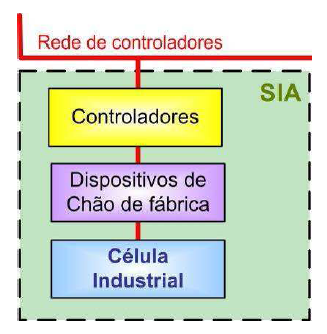 Rede de controladores
SIA
Controladores
Dispositivos de
Chão de fábrica
Célula
Industrial